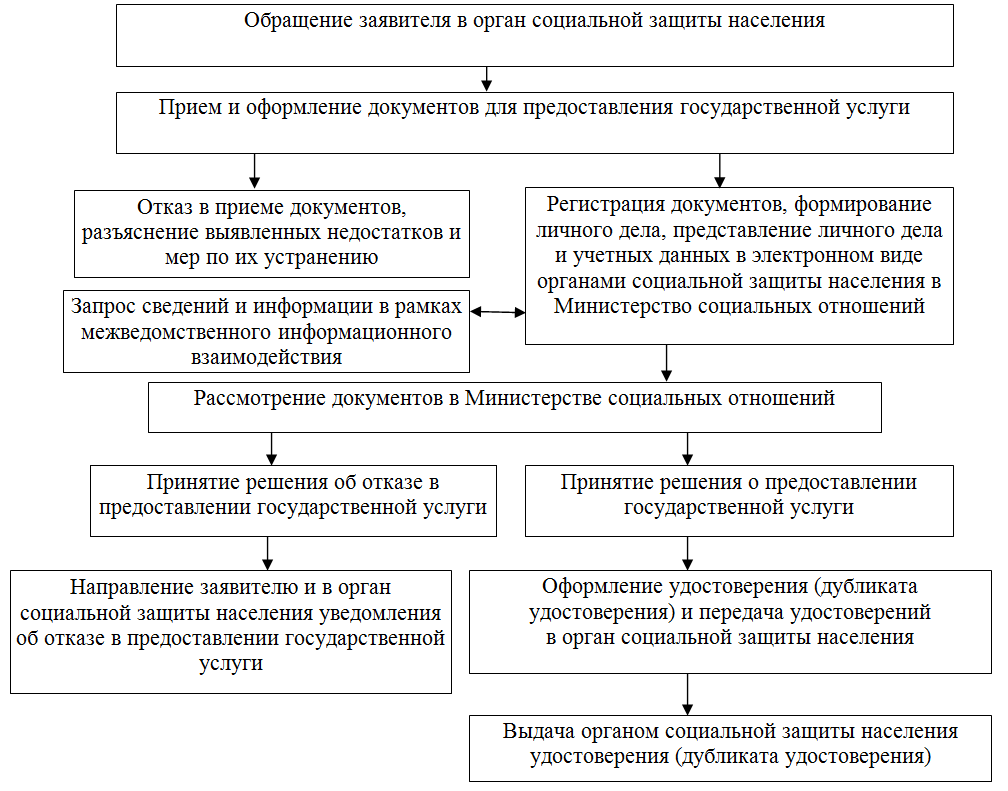 Обращение заявителя в орган социальной защиты населения
Прием и оформление документов для предоставления государственной услуги
Отказ в приеме документов,
разъяснение выявленных недостатков и
мер по их устранению
Регистрация документов, формирование
личного дела, представление личного дела
и учетных данных в электронном виде
органами социальной защиты населения в
Министерство социальных отношений
Запрос сведений и информации в рамках
межведомственного информационного
взаимодействия
Рассмотрение документов в Министерстве социальных отношений
Принятие решения об отказе в
предоставлении государственной услуги
Принятие решения о предоставлении
государственной услуги
Направление заявителю и в орган
социальной защиты населения уведомления
об отказе в предоставлении государственной
услуги
Оформление удостоверения (дубликата
удостоверения) и передача удостоверений
в орган социальной защиты населения
Выдача органом социальной защиты населения
удостоверения (дубликата удостоверения)